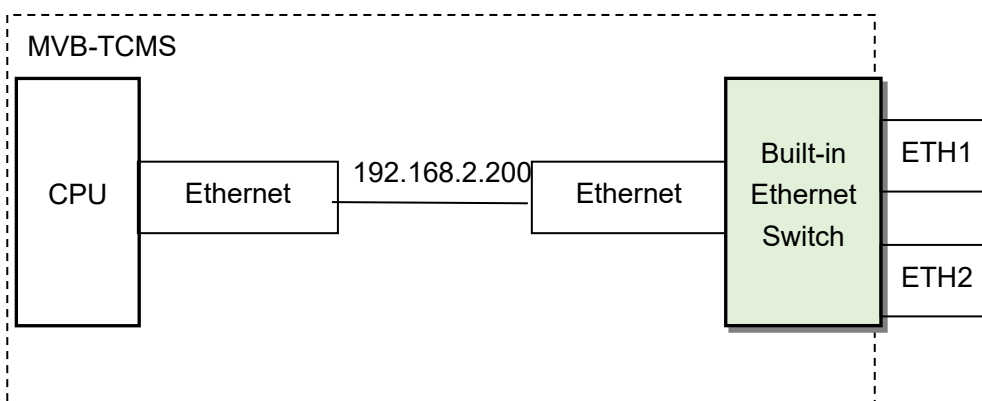 MVB-TCMS
CPU
Ethernet
192.168.2.200
Ethernet
Built-in
Ethernet
Switch
ETH1
ETH2